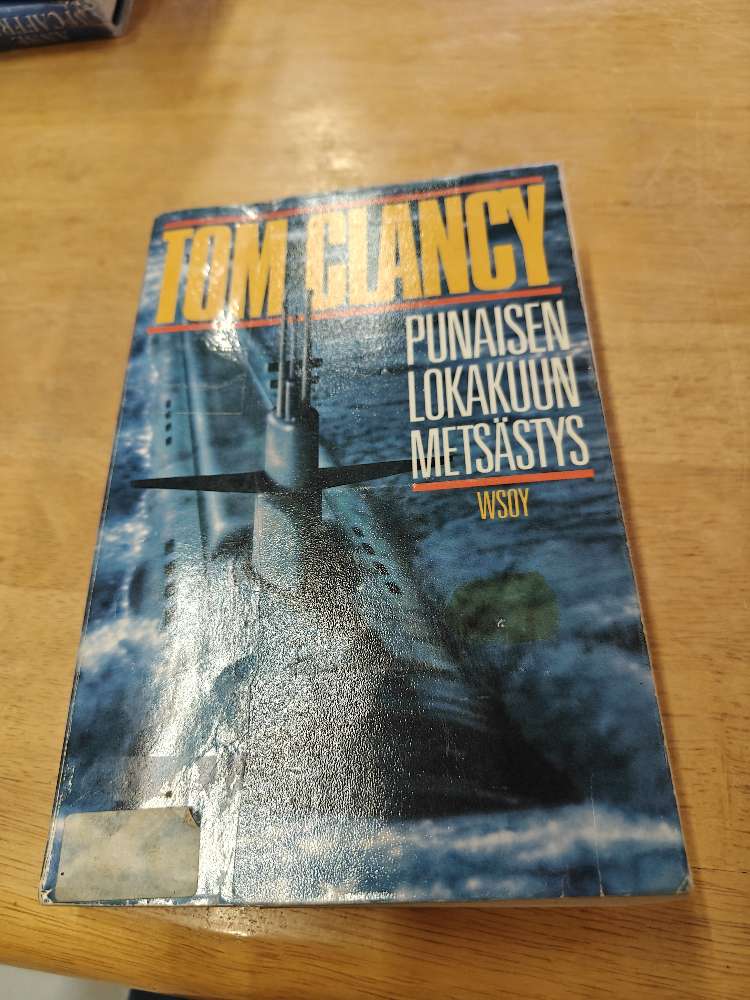 TOM CLANCY
PUNAISEN
LOKAKUUN
METSÄSTYS
WSOY